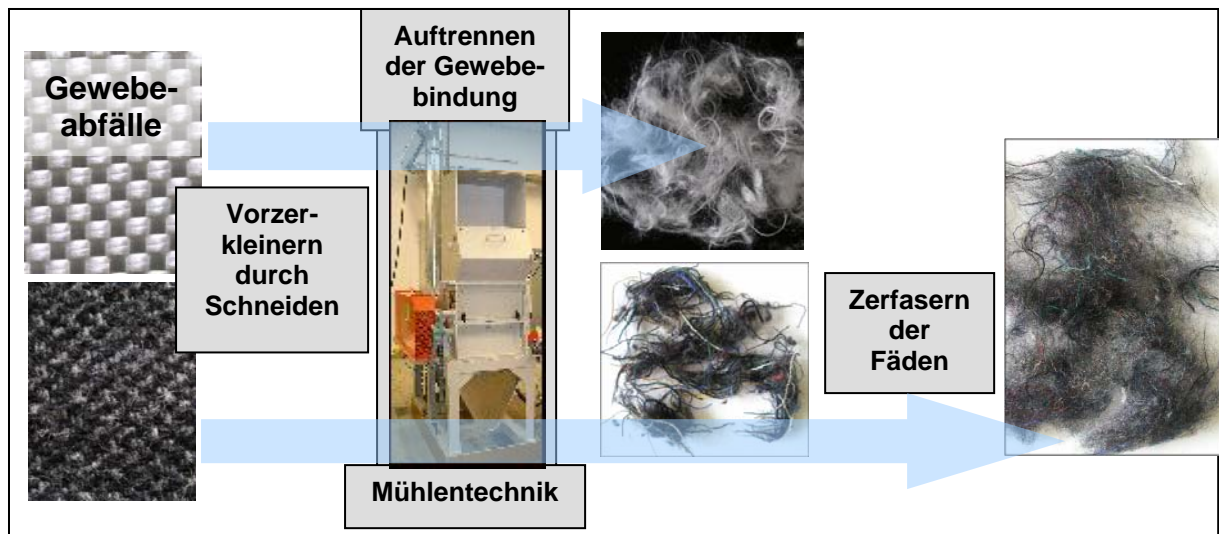 Gewebe-
abfälle
Vorzer-
kleinern
durch
Schneiden
Auftrennen
der Gewebe-
bindung
Mühlentechnik
Zerfasern
der
Fäden